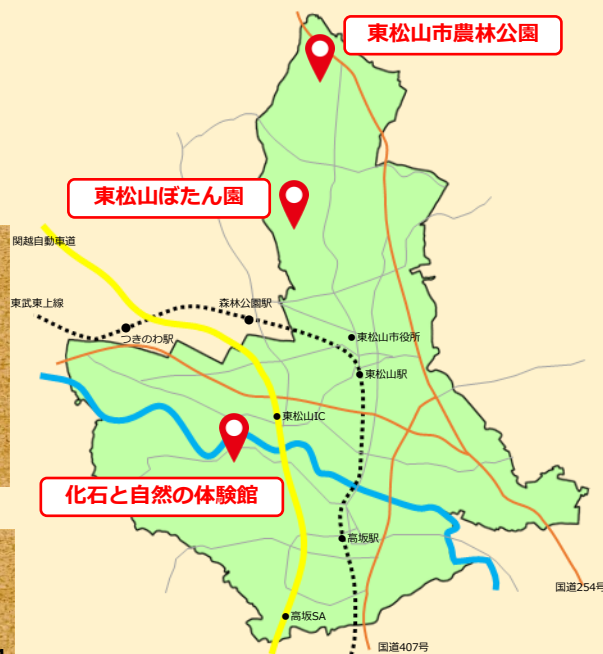 東松山市農林公園
東松山ぼたん園
関越自動車道
東武東上線
森林公園駅
つきのわ駅
東松山市役所
東松山駅
東松山IC
化石と自然の体験館
高坂駅
国道254号
高坂SA
国道407号